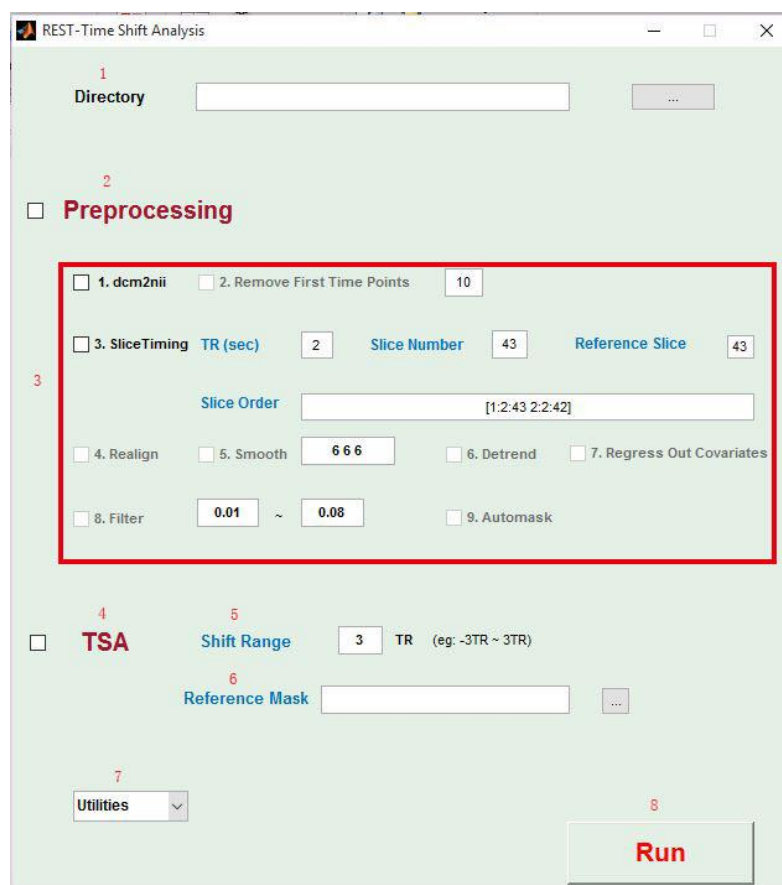 REST-Time Shift Analysis
1
Directory ...
2
Preprocessing
1. dcm2nii 2. Remove First Time Points 10
3. SliceTiming TR (sec) 2 Slice Number 43 Reference Slice 43
3
Slice Order [1:2:43 2:2:42]
4. Realign 5. Smooth 6 6 6 6. Detrend 7. Regress Out Covariates
8. Filter 0.01 ~ 0.08 9. Automask
4 5
TSA Shift Range 3 TR (eg: -3TR ~ 3TR)
6
Reference Mask ...
7
Utilities
8
Run